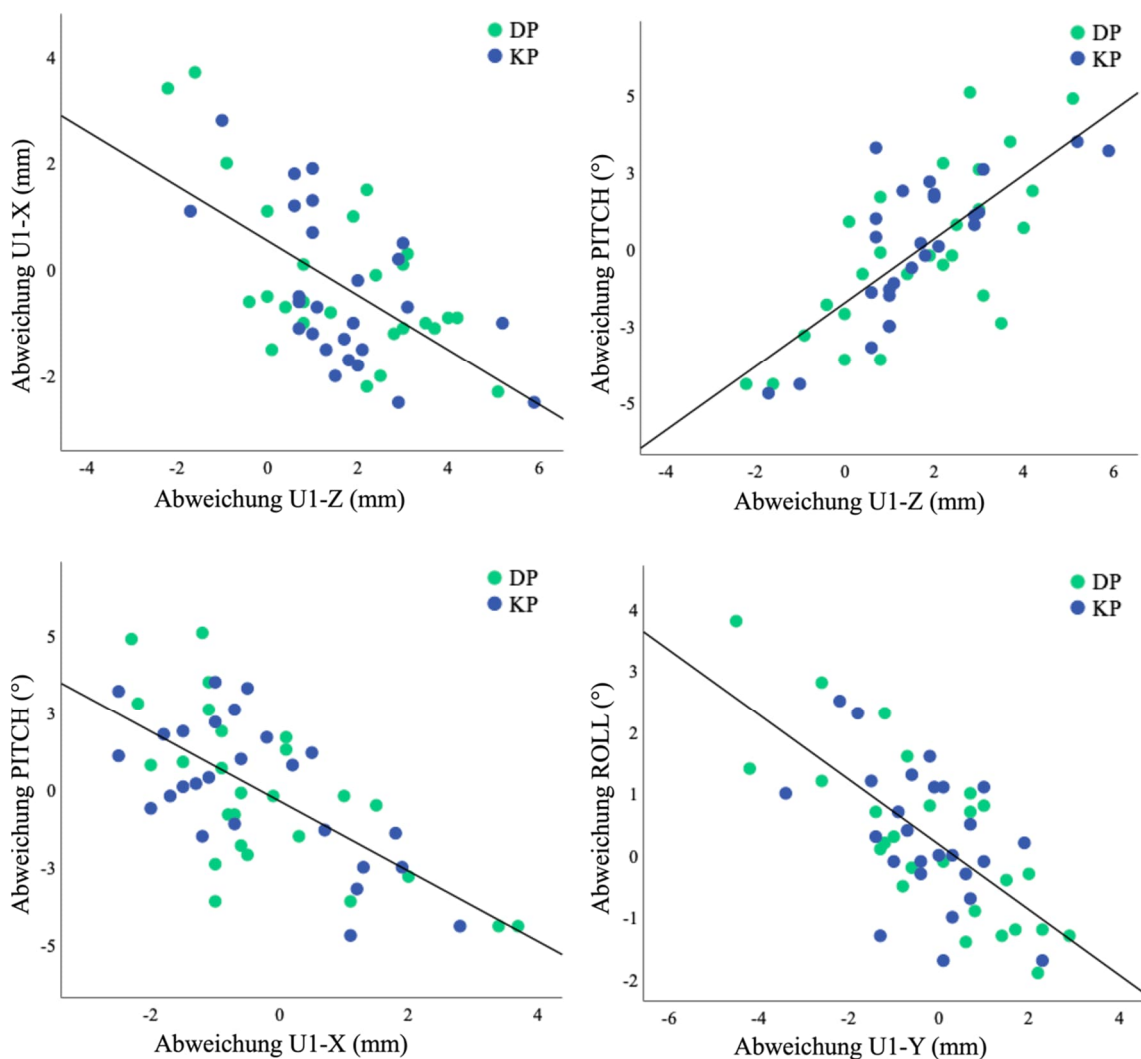 DP
KP
Abweichung U1-X (mm)
4
2
0
-2
-4 -2 0 2 4 6
Abweichung U1-Z (mm)
DP
KP
Abweichung PITCH (°)
5
3
0
-3
-5
-4 -2 0 2 4 6
Abweichung U1-Z (mm)
DP
KP
Abweichung PITCH (°)
5
3
0
-3
-5
-2 0 2 4
Abweichung U1-X (mm)
DP
KP
Abweichung ROLL (°)
4
3
2
1
0
-1
-2
-6 -4 -2 0 2 4
Abweichung U1-Y (mm)